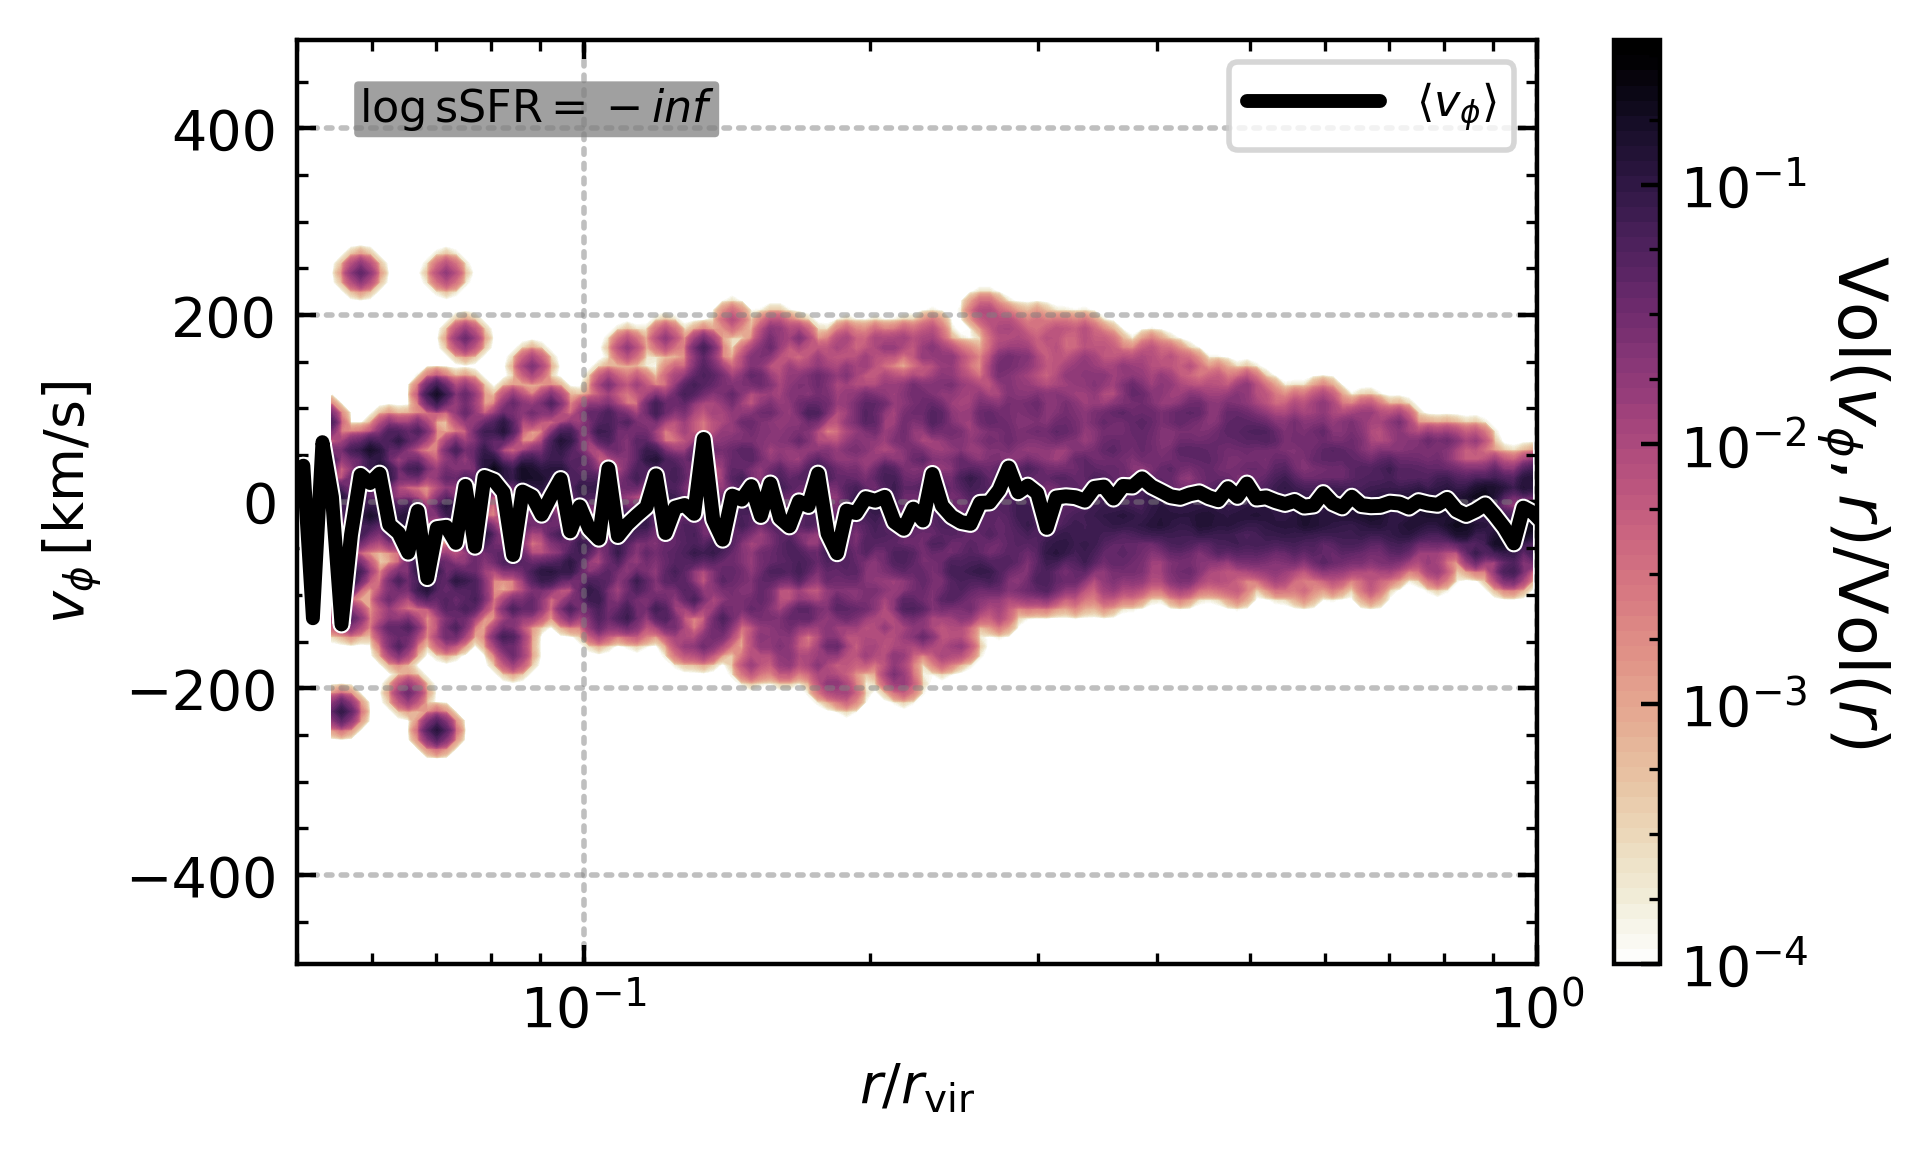 log sSFR = −inf
⟨v_ϕ⟩
400
200
0
−200
−400
v_ϕ [km/s]
10^−1
10^0
r/r_vir
10^−1
10^−2
10^−3
10^−4
Vol(v_ϕ, r)/Vol(r)